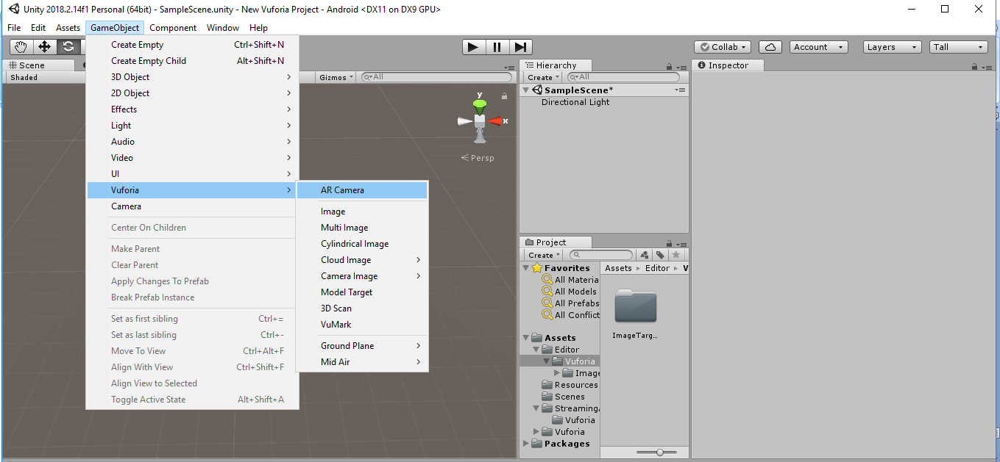 Unity 2018.2.14f1 Personal (64bit) - SampleScene.unity - New Vuforia Project - Android <DX11 on DX9 GPU>
File Edit Assets GameObject Component Window Help
Collab Account Layers Tall
Scene
Shaded
Gizmos All
y
x
Persp
Create Empty Ctrl+Shift+N
Create Empty Child Alt+Shift+N
3D Object
2D Object
Effects
Light
Audio
Video
UI
Vuforia
Camera
Center On Children
Make Parent
Clear Parent
Apply Changes To Prefab
Break Prefab Instance
Set as first sibling Ctrl+=
Set as last sibling Ctrl+-
Move To View Ctrl+Alt+F
Align With View Ctrl+Shift+F
Align View to Selected
Toggle Active State Alt+Shift+A
AR Camera
Image
Multi Image
Cylindrical Image
Cloud Image
Camera Image
Model Target
3D Scan
VuMark
Ground Plane
Mid Air
Hierarchy
Create All
SampleScene*
Directional Light
Project
Create
Favorites
All Materia
All Models
All Prefabs
All Conflict
Assets
Editor
Vuforia
Image
Resources
Scenes
Streaming
Vuforia
Vuforia
Packages
Assets Editor V
ImageTarg...
Inspector